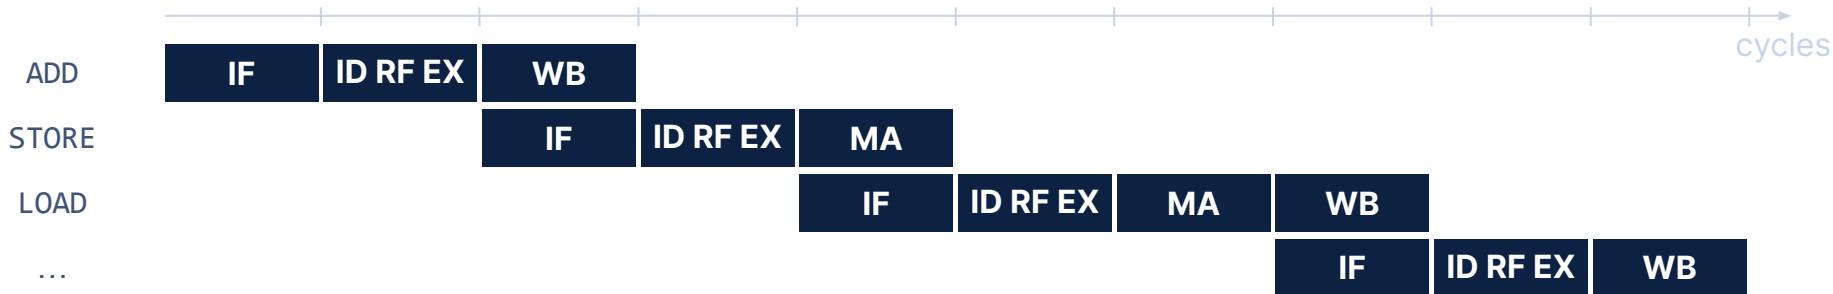 cycles
ADD IF ID RF EX WB
STORE IF ID RF EX MA
LOAD IF ID RF EX MA WB
... IF ID RF EX WB